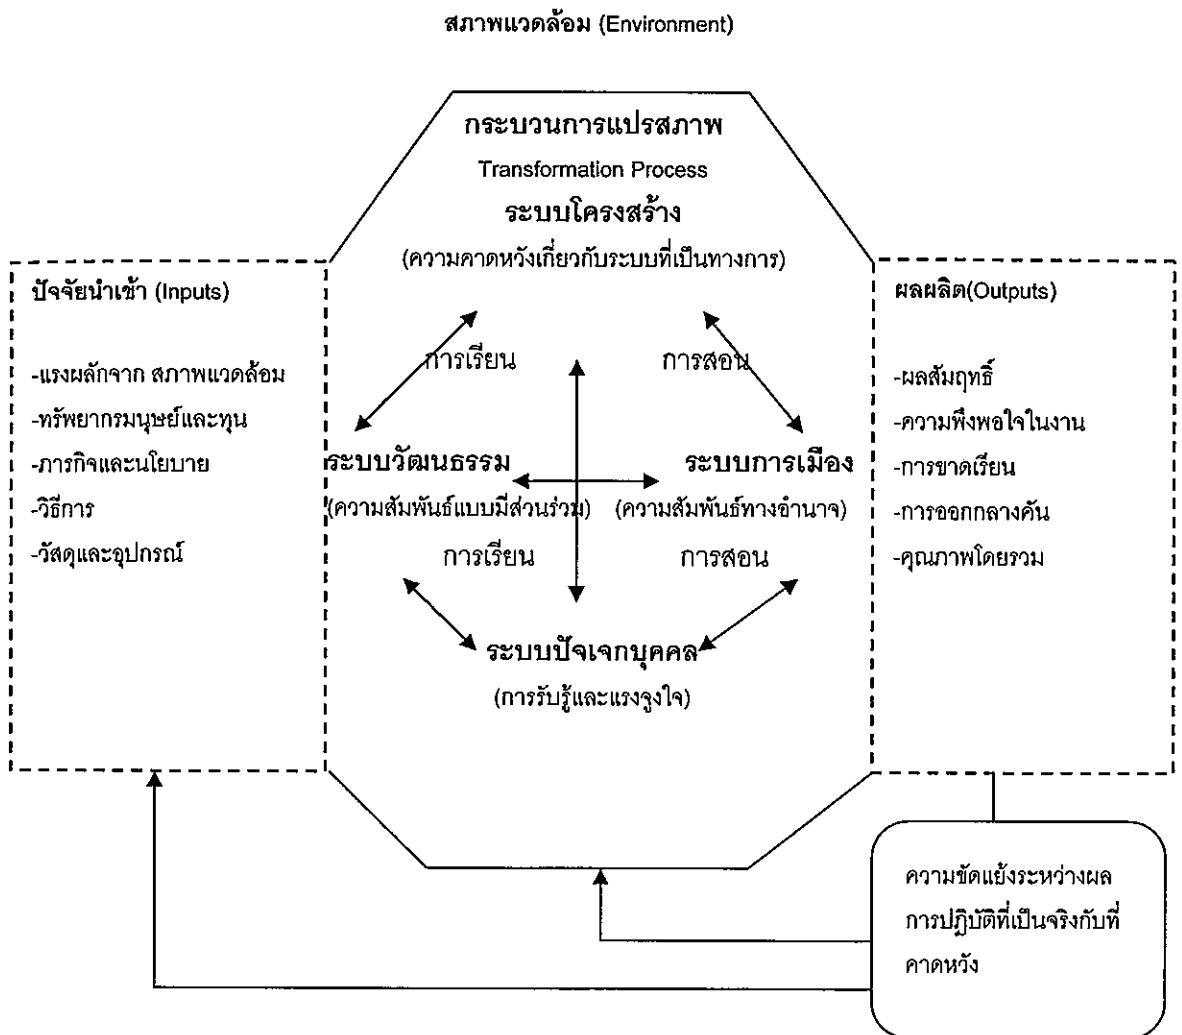 สภาพแวดล้อม (Environment)
กระบวนการแปรสภาพ
Transformation Process
ระบบโครงสร้าง
(ความคาดหวังเกี่ยวกับระบบที่เป็นทางการ)
ปัจจัยนำเข้า (Inputs)
-แรงผลักจาก สภาพแวดล้อม
-ทรัพยากรมนุษย์และทุน
-ภารกิจและนโยบาย
-วิธีการ
-วัสดุและอุปกรณ์
การเรียน
การสอน
ระบบวัฒนธรรม
(ความสัมพันธ์แบบมีส่วนร่วม)
ระบบการเมือง
(ความสัมพันธ์ทางอำนาจ)
การเรียน
การสอน
ระบบปัจเจกบุคคล
(การรับรู้และแรงจูงใจ)
ผลผลิต(Outputs)
-ผลสัมฤทธิ์
-ความพึงพอใจในงาน
-การขาดเรียน
-การออกกลางคัน
-คุณภาพโดยรวม
ความขัดแย้งระหว่างผล
การปฏิบัติที่เป็นจริงกับที่
คาดหวัง